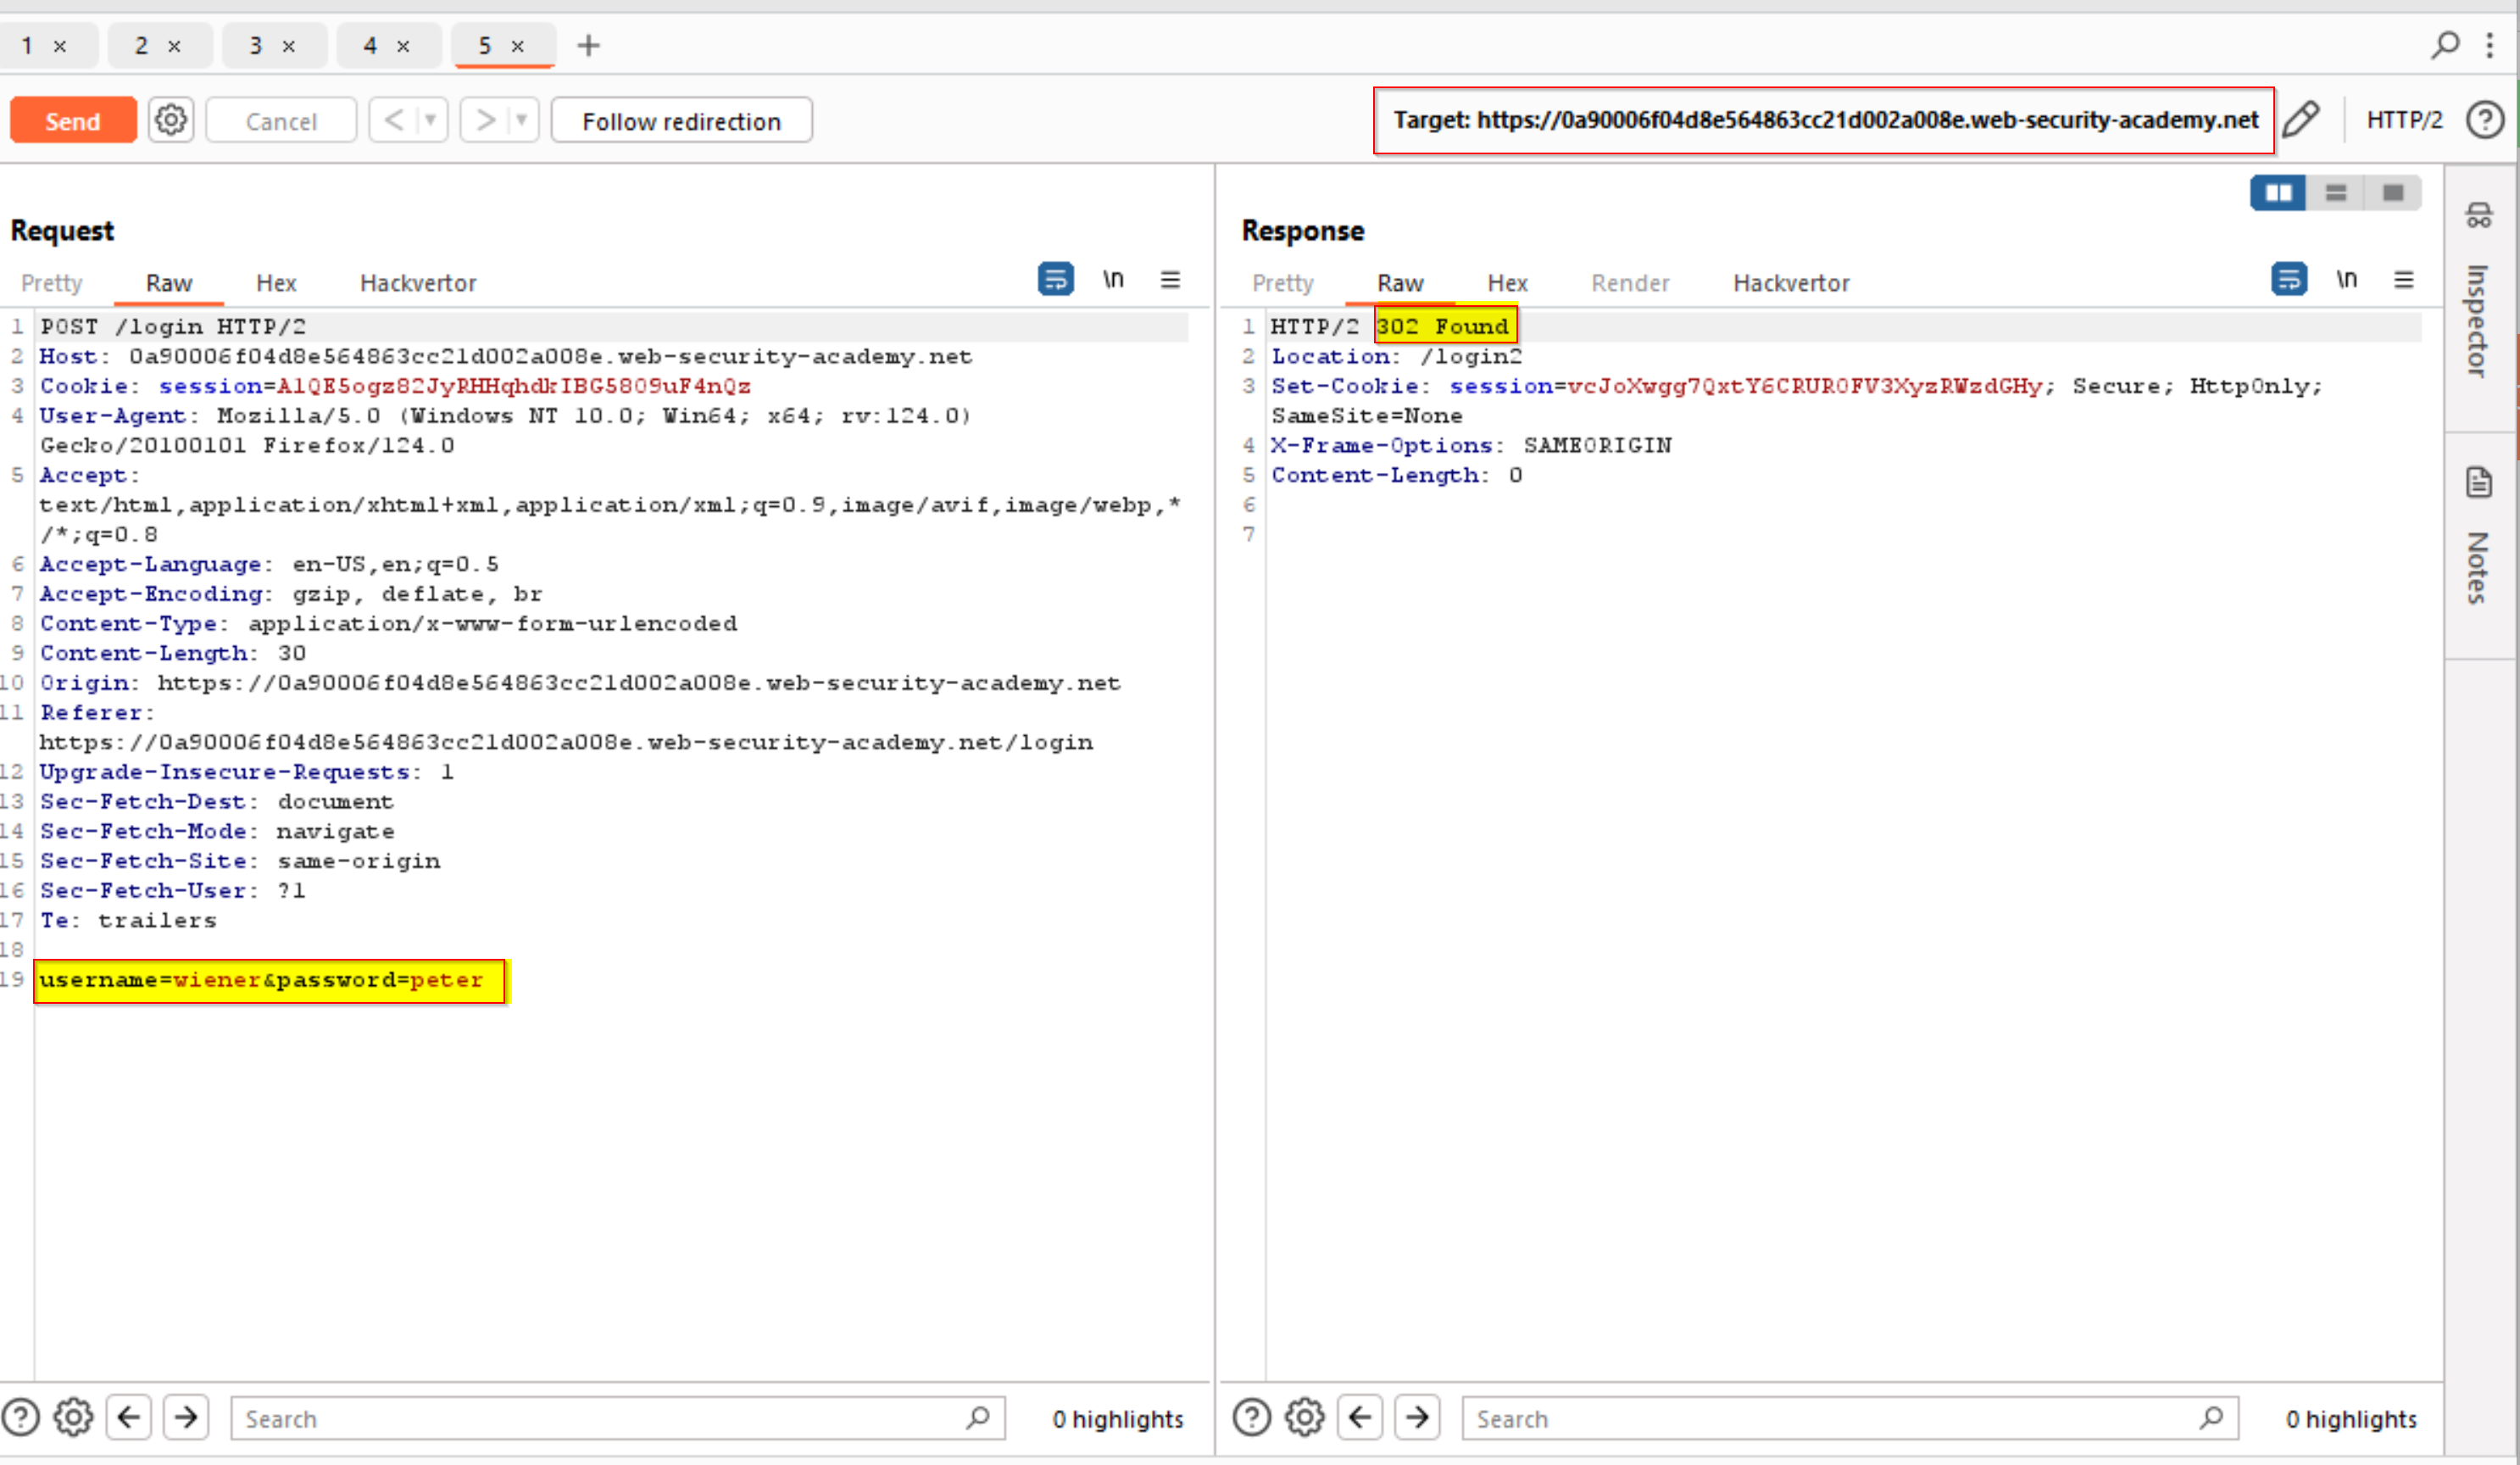 1 × 2 × 3 × 4 × 5 × +
Send Cancel < > Follow redirection Target: https://0a90006f04d8e564863cc21d002a008e.web-security-academy.net HTTP/2 ?
Request
Pretty Raw Hex Hackvertor \n
1 POST /login HTTP/2
2 Host: 0a90006f04d8e564863cc21d002a008e.web-security-academy.net
3 Cookie: session=AlQE5ogz82JyRHHqhdkIBG5809uF4nQz
4 User-Agent: Mozilla/5.0 (Windows NT 10.0; Win64; x64; rv:124.0)
Gecko/20100101 Firefox/124.0
5 Accept:
text/html,application/xhtml+xml,application/xml;q=0.9,image/avif,image/webp,*
/*;q=0.8
6 Accept-Language: en-US,en;q=0.5
7 Accept-Encoding: gzip, deflate, br
8 Content-Type: application/x-www-form-urlencoded
9 Content-Length: 30
10 Origin: https://0a90006f04d8e564863cc21d002a008e.web-security-academy.net
11 Referer:
https://0a90006f04d8e564863cc21d002a008e.web-security-academy.net/login
12 Upgrade-Insecure-Requests: 1
13 Sec-Fetch-Dest: document
14 Sec-Fetch-Mode: navigate
15 Sec-Fetch-Site: same-origin
16 Sec-Fetch-User: ?1
17 Te: trailers
18
19 username=wiener&password=peter
? Search 0 highlights
Response
Pretty Raw Hex Render Hackvertor \n
1 HTTP/2 302 Found
2 Location: /login2
3 Set-Cookie: session=vcJoXwgg7QxtY6CRUR0FV3XyzRWzdGHy; Secure; HttpOnly;
SameSite=None
4 X-Frame-Options: SAMEORIGIN
5 Content-Length: 0
6
7
? Search 0 highlights
Inspector
Notes